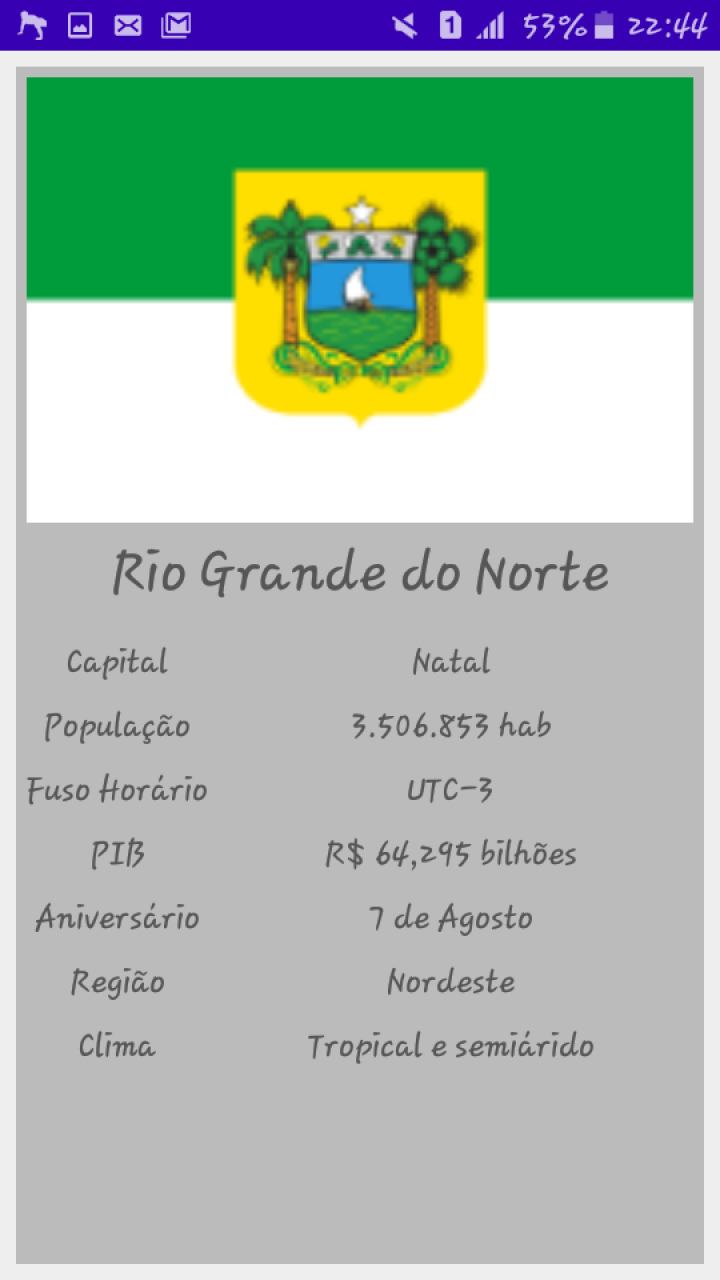 1 53% 22:44
Rio Grande do Norte
Capital Natal
População 3.506.853 hab
Fuso Horário UTC-3
PIB R$ 64,295 bilhões
Aniversário 7 de Agosto
Região Nordeste
Clima Tropical e semiárido